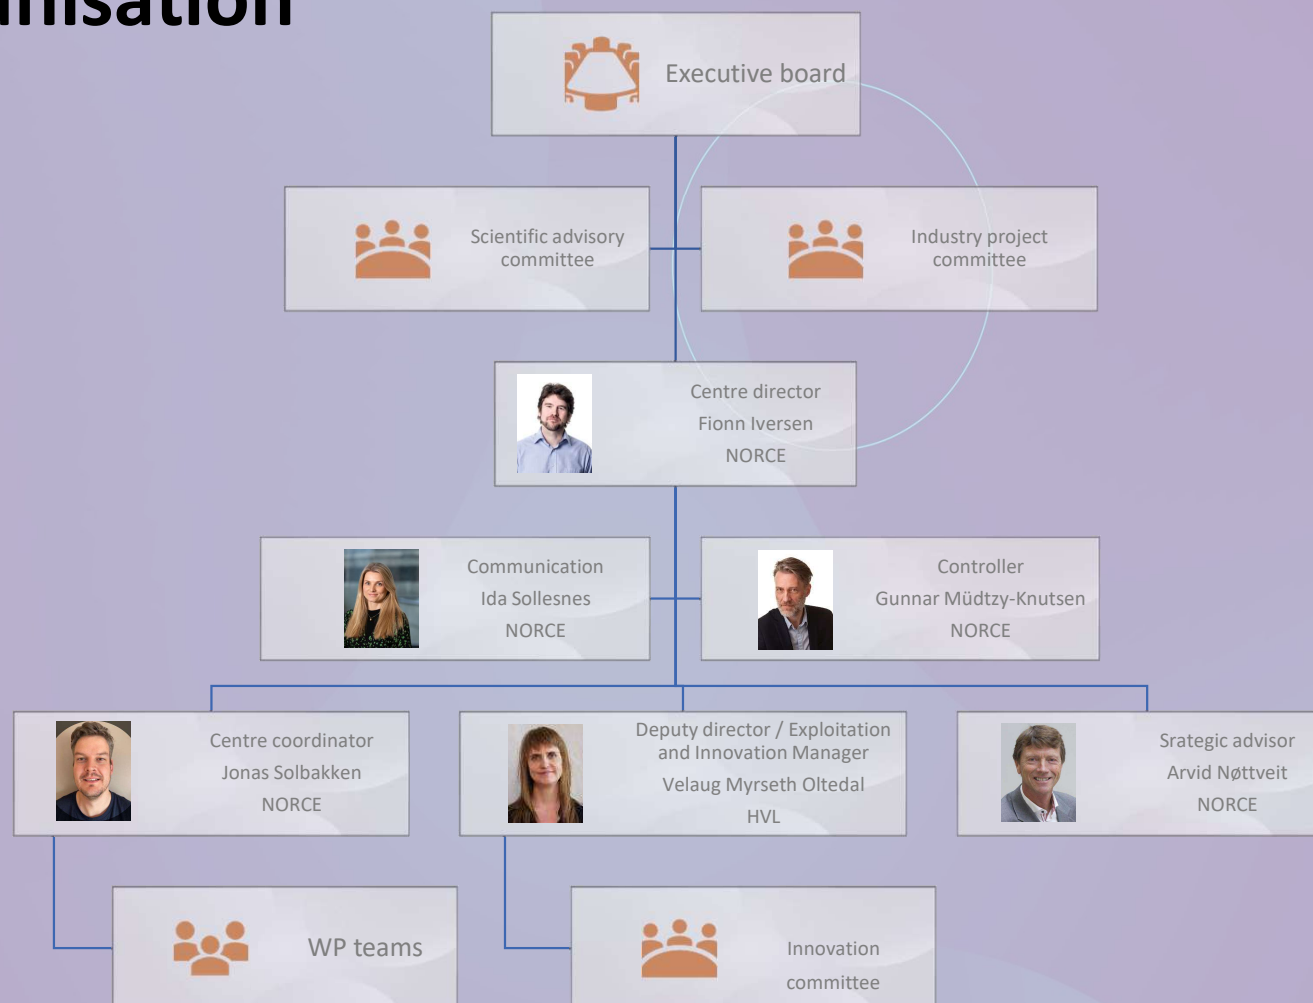 nisation
Executive board
Scientific advisory
committee
Industry project
committee
Centre director
Fionn Iversen
NORCE
Communication
Ida Sollesnes
NORCE
Controller
Gunnar Müdtzy-Knutsen
NORCE
Centre coordinator
Jonas Solbakken
NORCE
Deputy director / Exploitation
and Innovation Manager
Velaug Myrseth Oltedal
HVL
Srategic advisor
Arvid Nøttveit
NORCE
WP teams
Innovation
committee